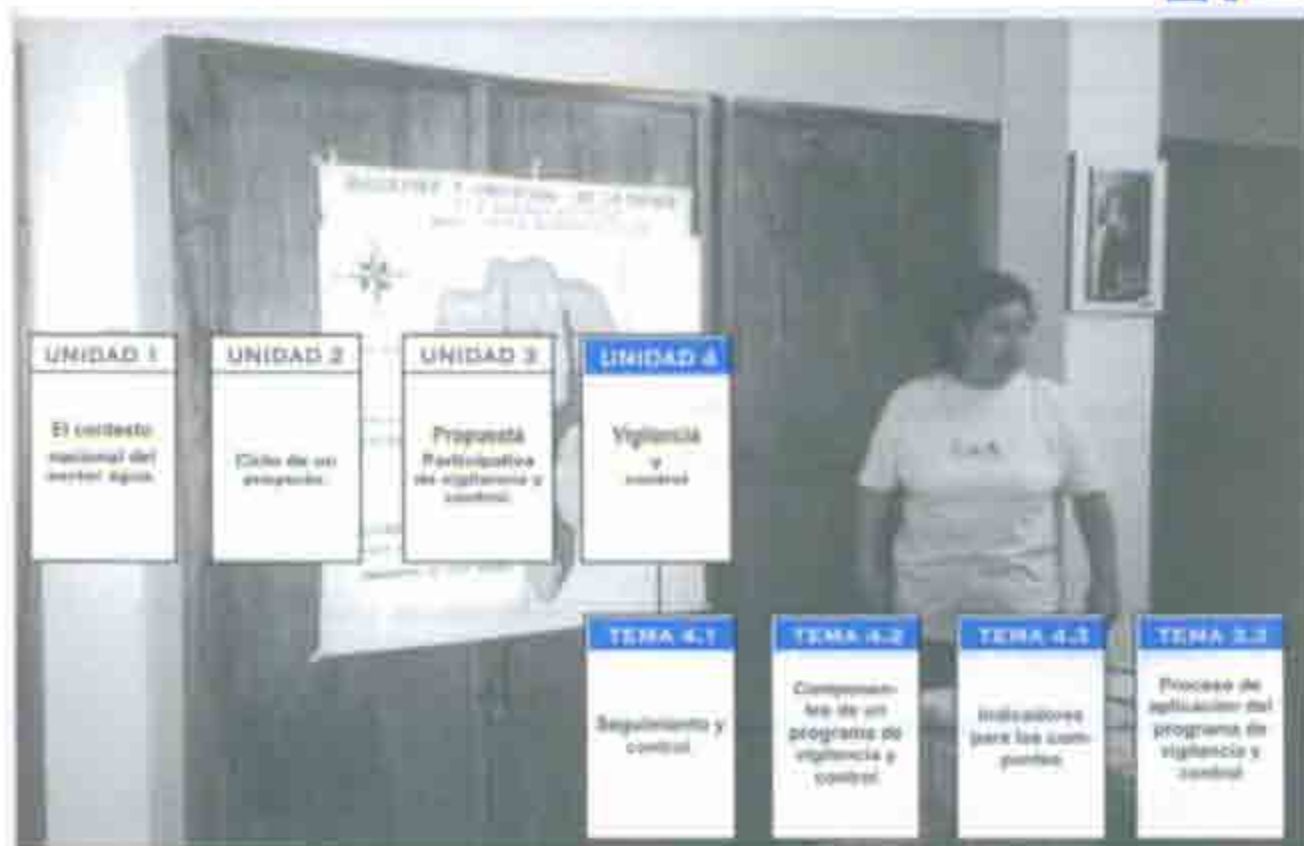 UNIDAD 1
El contexto
nacional del
sector agua.
UNIDAD 2
Ciclo de un
proyecto.
UNIDAD 3
Propuesta
Participativa
de vigilancia y
control.
UNIDAD 4
Vigilancia
y
control
TEMA 4.1
Seguimiento y
control
TEMA 4.2
Componen-
tes de un
programa de
vigilancia y
control
TEMA 4.3
Indicadores
para los com-
ponentes
TEMA 3.3
Proceso de
aplicación del
programa de
vigilancia y
control